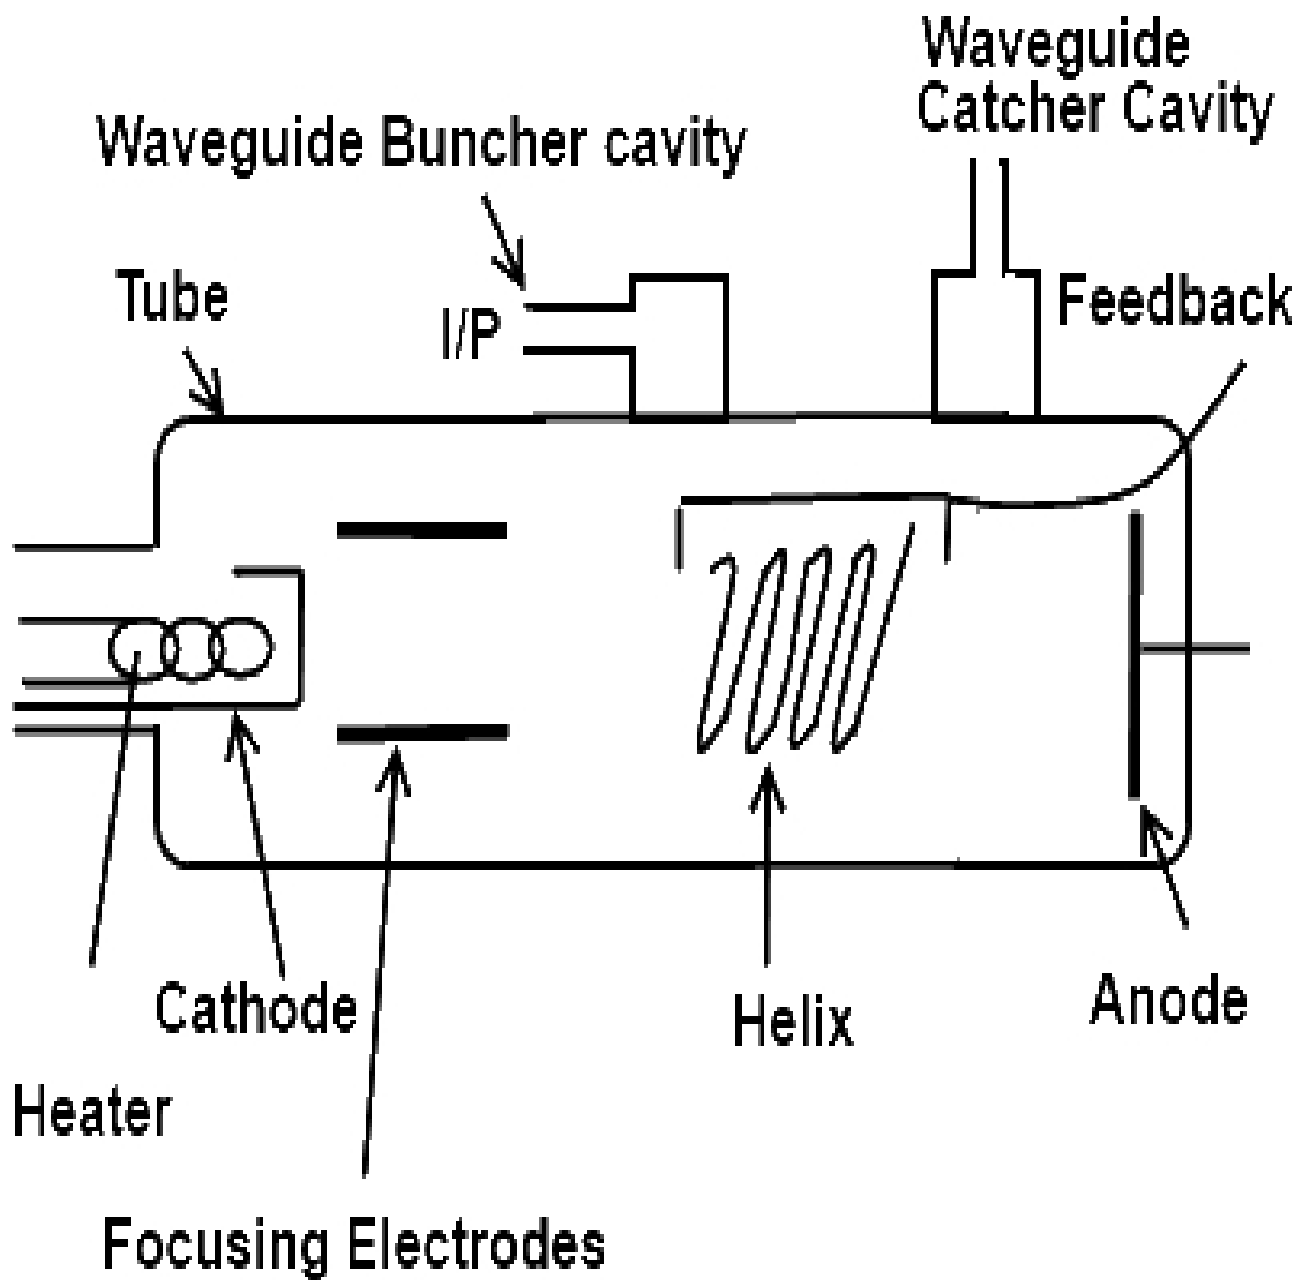 Waveguide
Catcher Cavity
Waveguide Buncher cavity
Tube
I/P
Feedback
Cathode
Helix
Anode
Heater
Focusing Electrodes